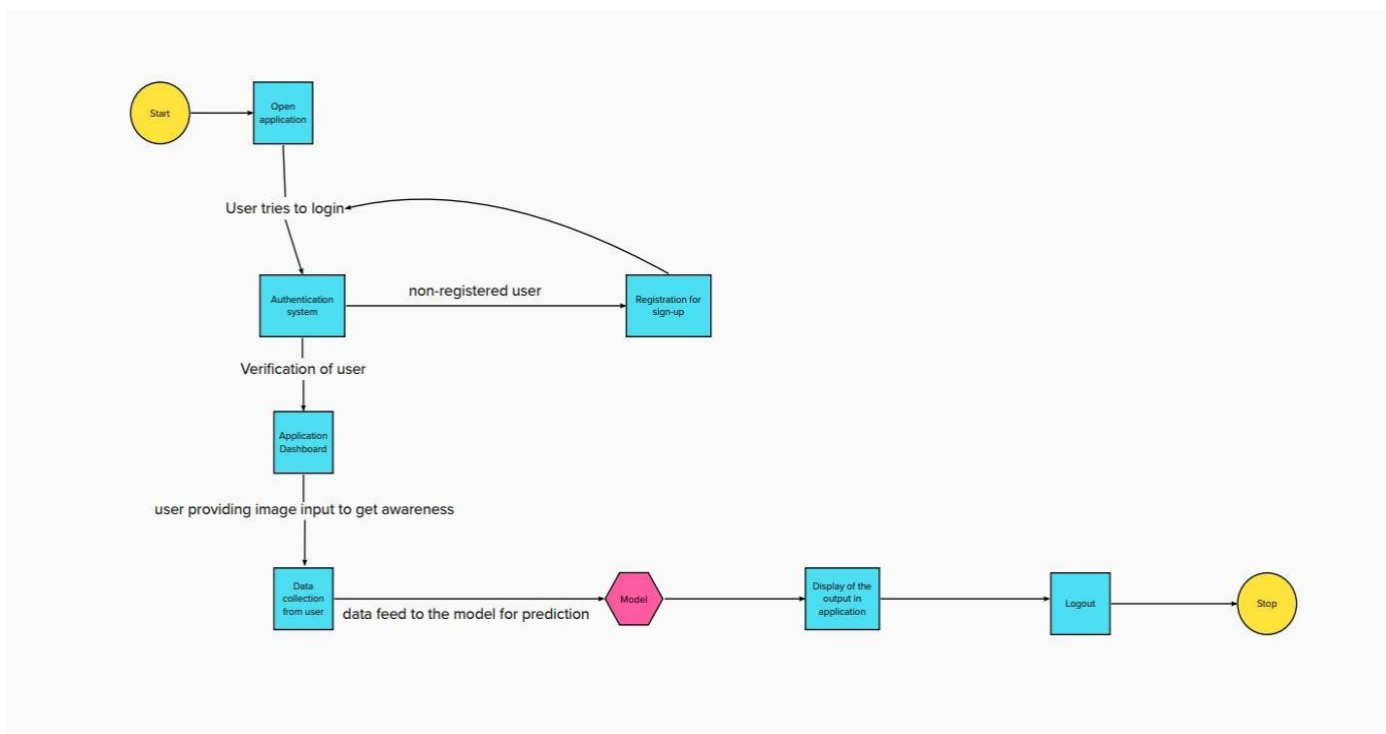 Start
Open
application
User tries to login
Authentication
system
non-registered user
Registration for
sign-up
Verification of user
Application
Dashboard
user providing image input to get awareness
Data
collection
from user
data feed to the model for prediction
Model
Display of the
output in
application
Logout
Stop